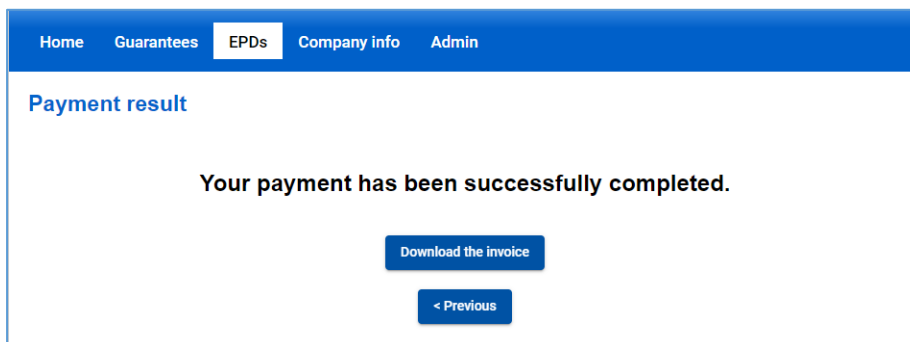 Home Guarantees EPDs Company info Admin
Payment result
Your payment has been successfully completed.
Download the invoice
< Previous